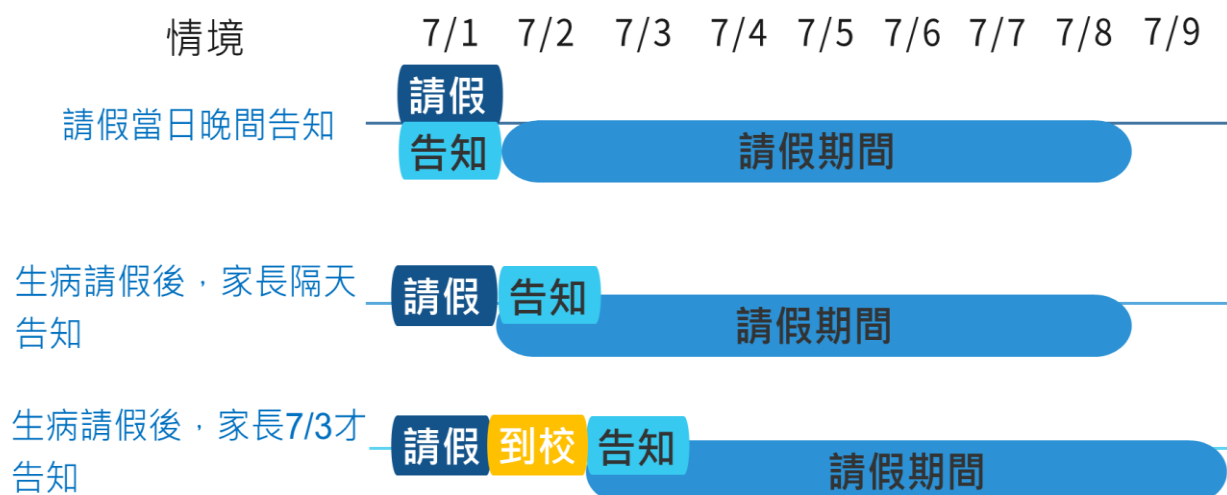 情境 7/1 7/2 7/3 7/4 7/5 7/6 7/7 7/8 7/9
請假
請假當日晚間告知
告知 請假期間
生病請假後，家長隔天
告知
請假 告知
請假期間
生病請假後，家長7/3才
告知
請假 到校 告知
請假期間